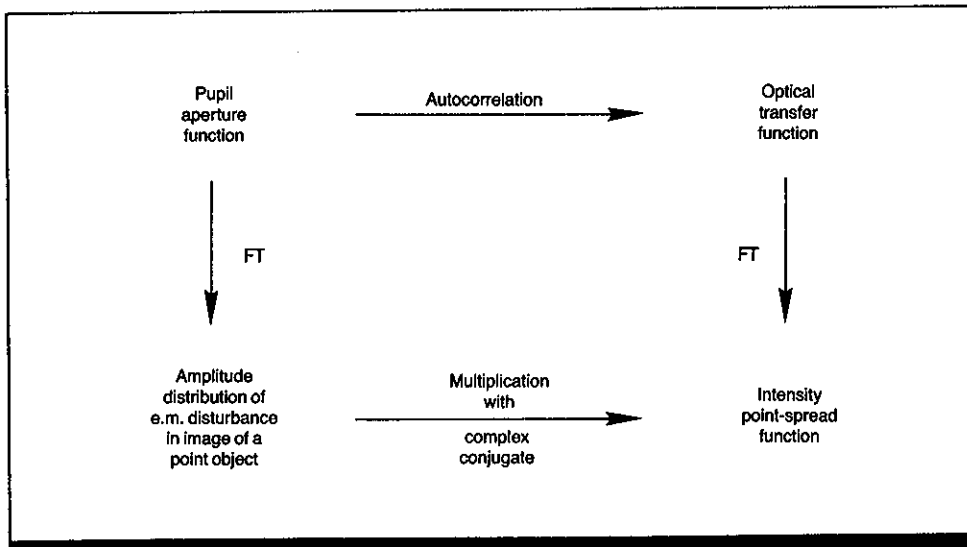 Pupil
aperture
function
Autocorrelation
Optical
transfer
function
FT
FT
Amplitude
distribution of
e.m. disturbance
in image of a
point object
Multiplication
with
complex
conjugate
Intensity
point-spread
function